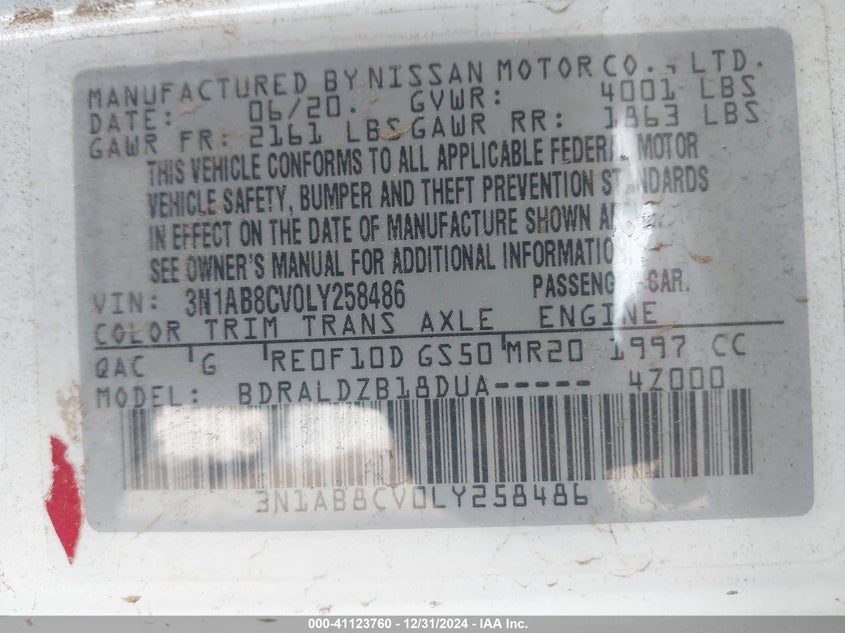 MANUFACTURED BY NISSAN MOTOR CO., LTD.
DATE: 06/20. GVWR: 4001 LBS
GAWR FR: 2161 LBS GAWR RR: 1863 LBS
THIS VEHICLE CONFORMS TO ALL APPLICABLE FEDERAL MOTOR
VEHICLE SAFETY, BUMPER AND THEFT PREVENTION STANDARDS
IN EFFECT ON THE DATE OF MANUFACTURE SHOWN
SEE OWNER'S MANUAL FOR ADDITIONAL INFORMATION
VIN: 3N1AB8CV0LY258486 PASSENG CAR.
COLOR TRIM TRANS AXLE ENGINE
QAC G RE0F10D GS50 MR20 1997 CC
MODEL: BDRALDZB18DUA----- 47000
3N1AB8CV0LY258486
000-41123760 - 12/31/2024 - IAA Inc.